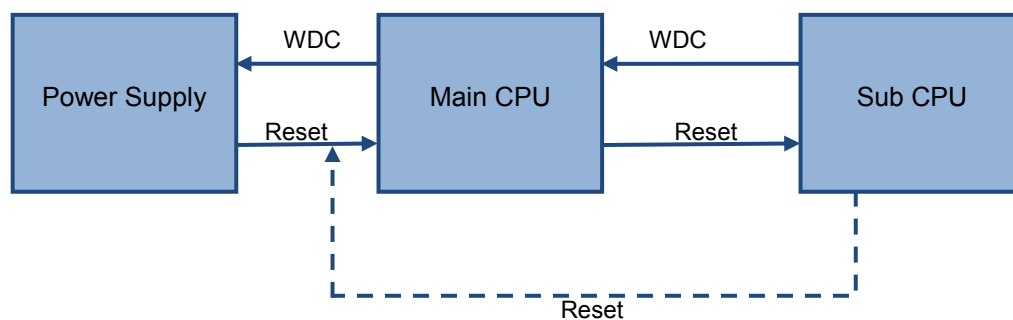 WDC
WDC
Power Supply
Main CPU
Sub CPU
Reset
Reset
Reset